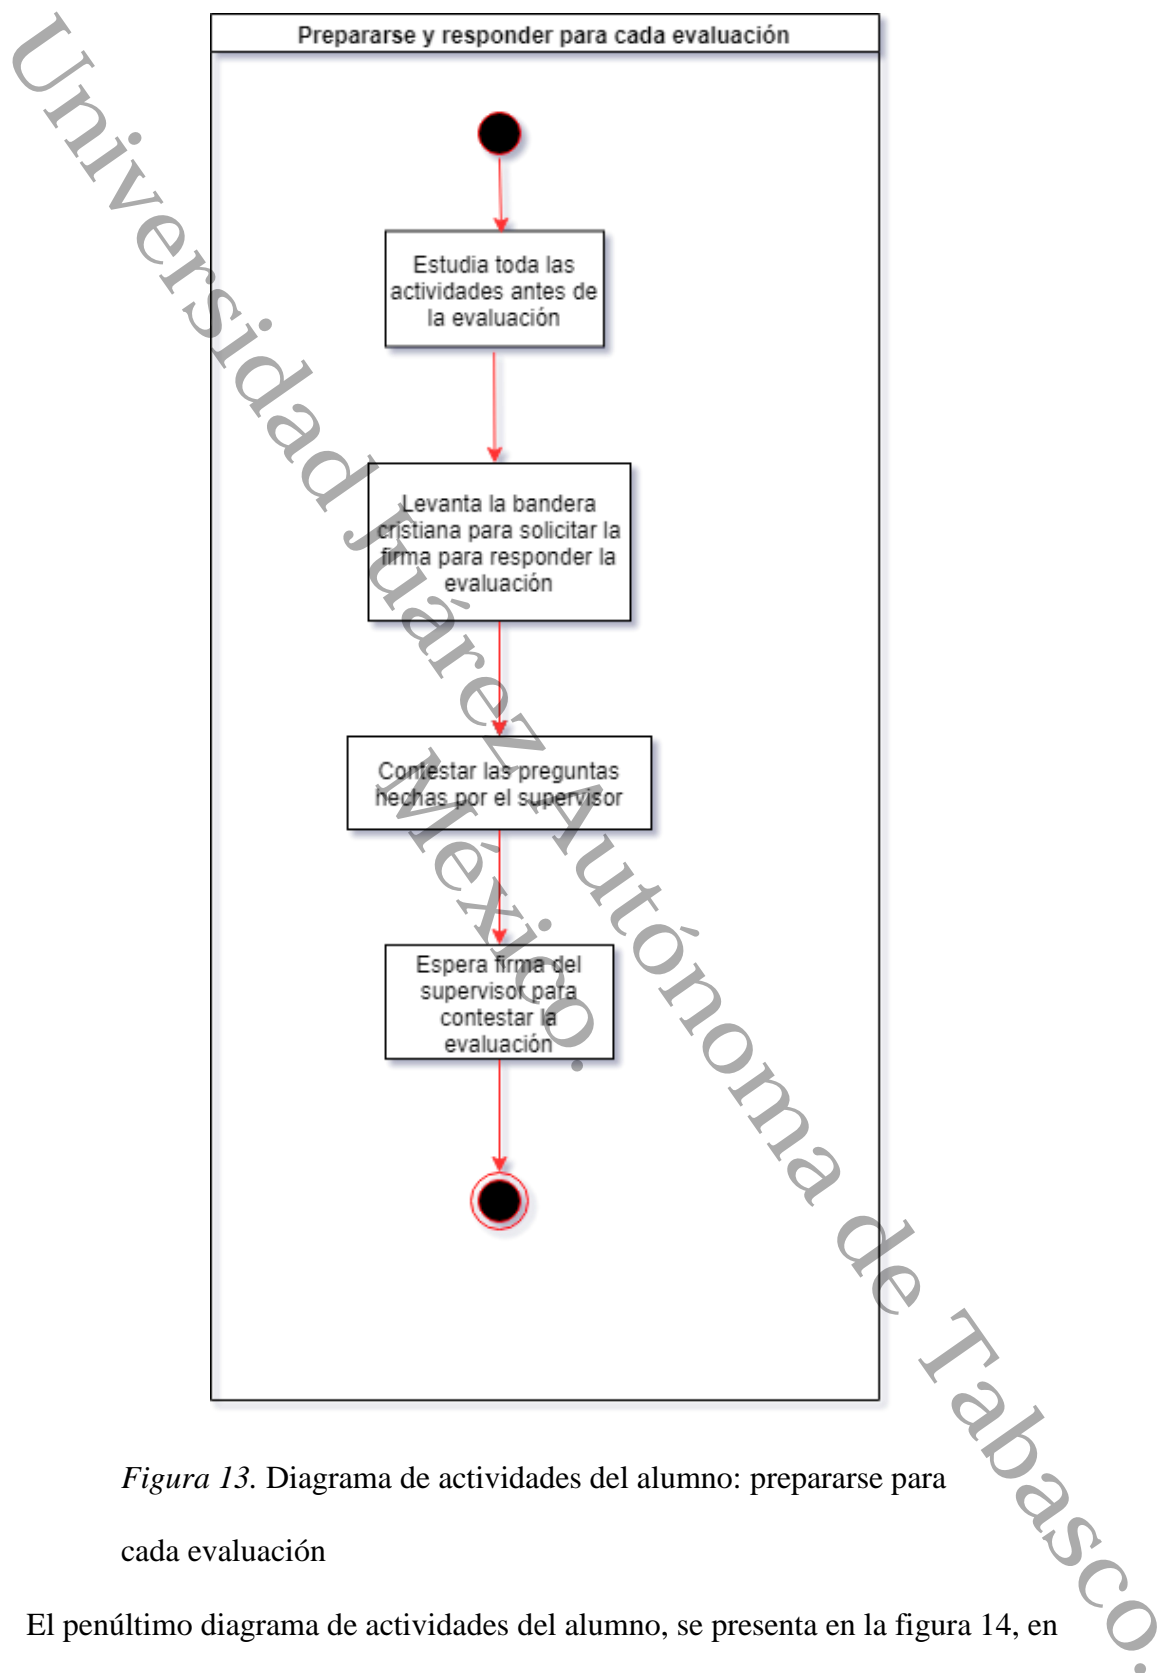 Prepararse y responder para cada evaluación
Estudia toda las
actividades antes de
la evaluación
Levanta la bandera
cristiana para solicitar la
firma para responder la
evaluación
Contestar las preguntas
hechas por el supervisor
Espera firma del
supervisor para
contestar la
evaluación
Figura 13. Diagrama de actividades del alumno: prepararse para
cada evaluación
El penúltimo diagrama de actividades del alumno, se presenta en la figura 14, en
Universidad Juárez Autónoma de Tabasco.
México.